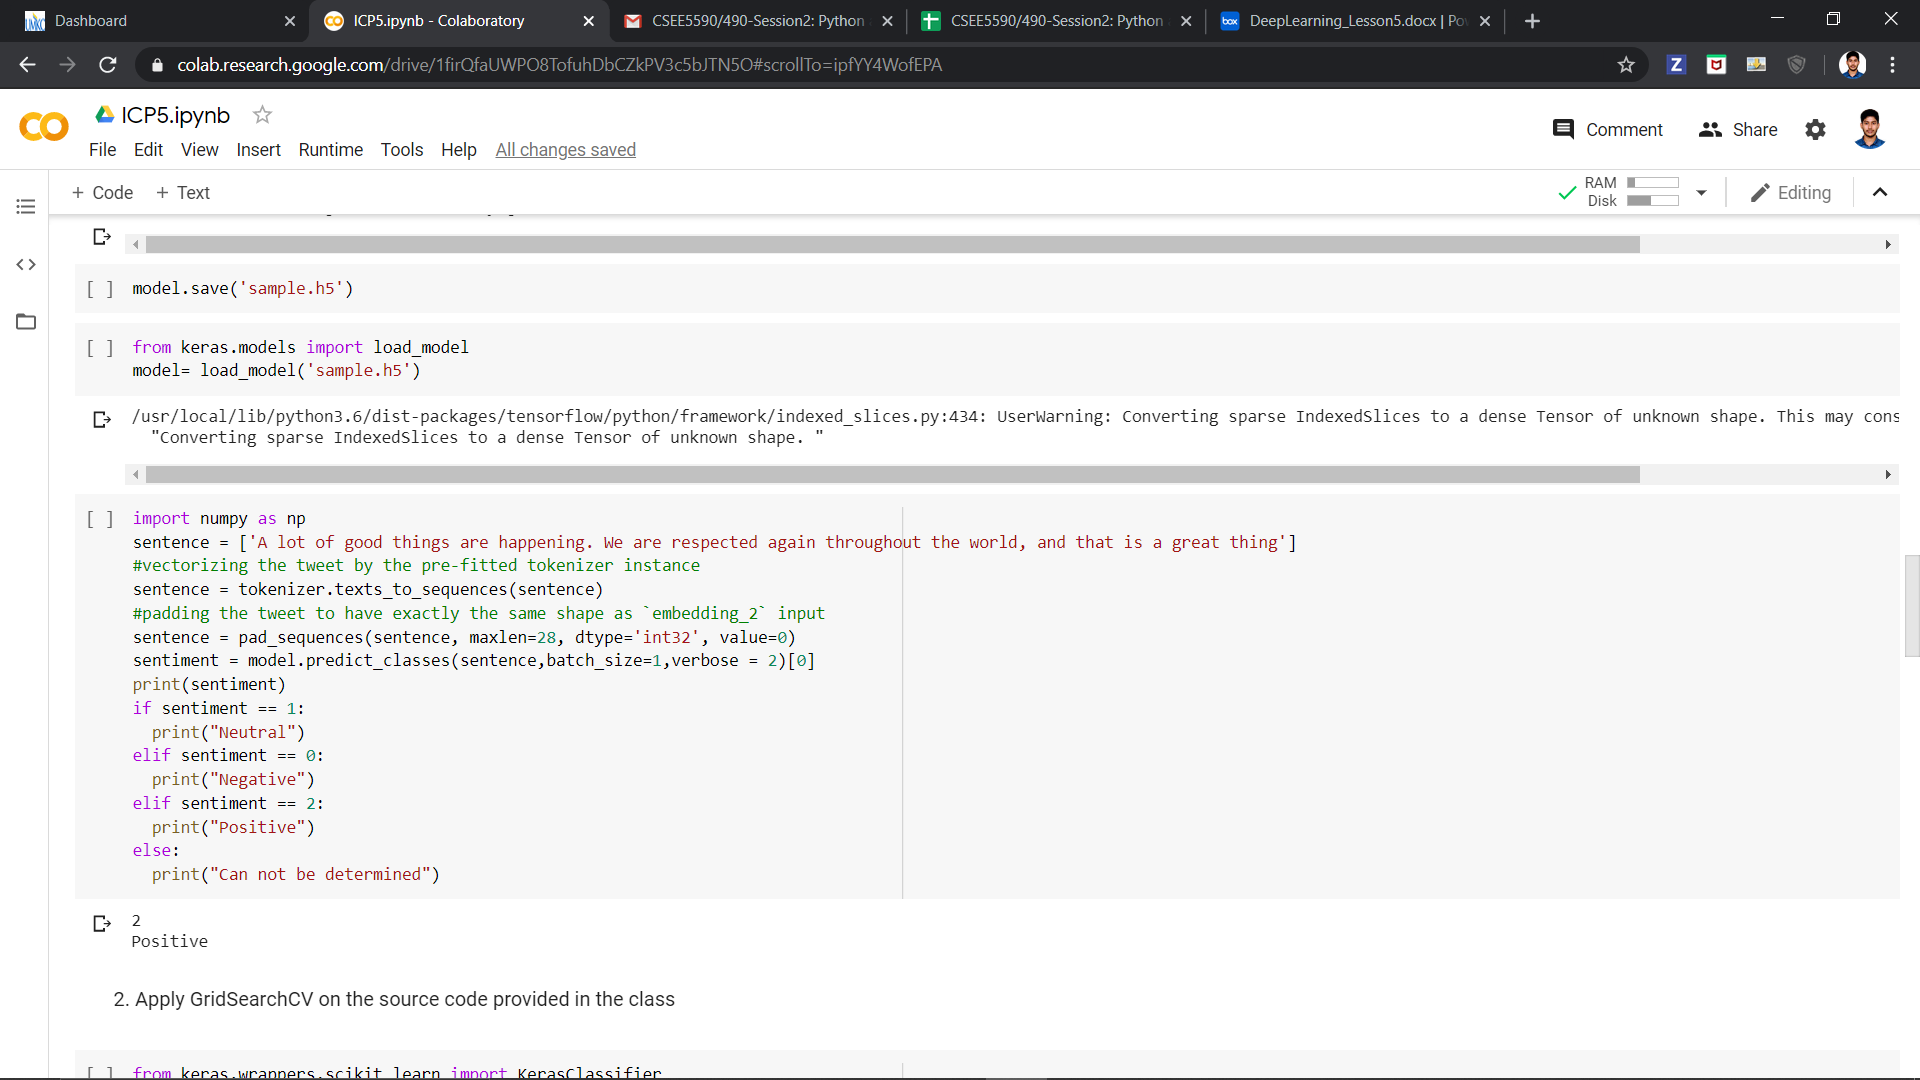 Dashboard
ICP5.ipynb - Colaboratory
CSEE5590/490-Session2: Python
CSEE5590/490-Session2: Python
box
DeepLearning_Lesson5.docx | Po
colab.research.google.com/drive/1firQfaUWPO8TofuhDbCZkPV3c5bJTN5O#scrollTo=ipfYY4WofEPA
Z
CO
ICP5.ipynb
Comment
Share
File Edit View Insert Runtime Tools Help All changes saved
+ Code + Text
RAM
Disk
Editing
[ ] model.save('sample.h5')
[ ] from keras.models import load_model
model= load_model('sample.h5')
/usr/local/lib/python3.6/dist-packages/tensorflow/python/framework/indexed_slices.py:434: UserWarning: Converting sparse IndexedSlices to a dense Tensor of unknown shape. This may cons
"Converting sparse IndexedSlices to a dense Tensor of unknown shape. "
[ ] import numpy as np
sentence = ['A lot of good things are happening. We are respected again throughout the world, and that is a great thing']
#vectorizing the tweet by the pre-fitted tokenizer instance
sentence = tokenizer.texts_to_sequences(sentence)
#padding the tweet to have exactly the same shape as `embedding_2` input
sentence = pad_sequences(sentence, maxlen=28, dtype='int32', value=0)
sentiment = model.predict_classes(sentence,batch_size=1,verbose = 2)[0]
print(sentiment)
if sentiment == 1:
print("Neutral")
elif sentiment == 0:
print("Negative")
elif sentiment == 2:
print("Positive")
else:
print("Can not be determined")
2
Positive
2. Apply GridSearchCV on the source code provided in the class
[ ] from keras.wrappers.scikit_learn import KerasClassifier